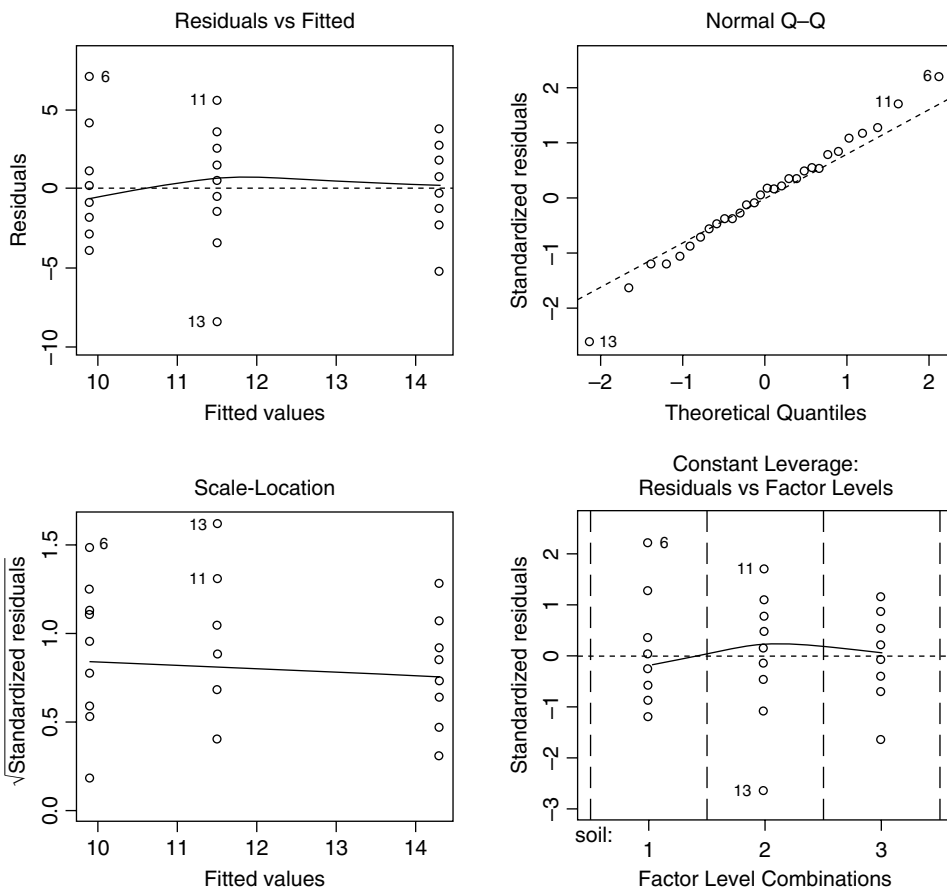 Residuals vs Fitted
Residuals
5
0
−5
−10
6
11
13
10 11 12 13 14
Fitted values
Normal Q–Q
Standardized residuals
2
1
0
−1
−2
6
11
13
−2 −1 0 1 2
Theoretical Quantiles
Scale-Location
√Standardized residuals
1.5
1.0
0.5
0.0
6
13
11
10 11 12 13 14
Fitted values
Constant Leverage:
Residuals vs Factor Levels
Standardized residuals
2
1
0
−1
−2
−3
6
11
13
soil:
1 2 3
Factor Level Combinations